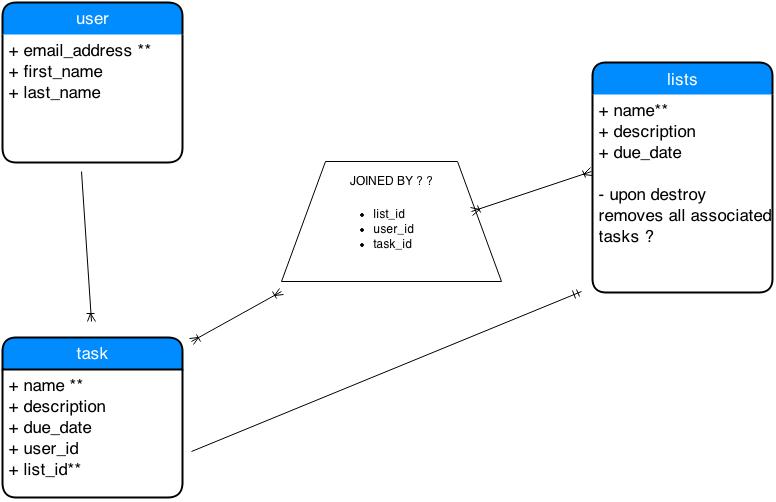 user
+ email_address **
+ first_name
+ last_name
lists
+ name**
+ description
+ due_date
- upon destroy
removes all associated
tasks ?
JOINED BY ? ?
• list_id
• user_id
• task_id
task
+ name **
+ description
+ due_date
+ user_id
+ list_id**